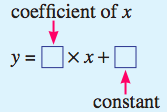 coefficient of x
y = □ × x + □
constant